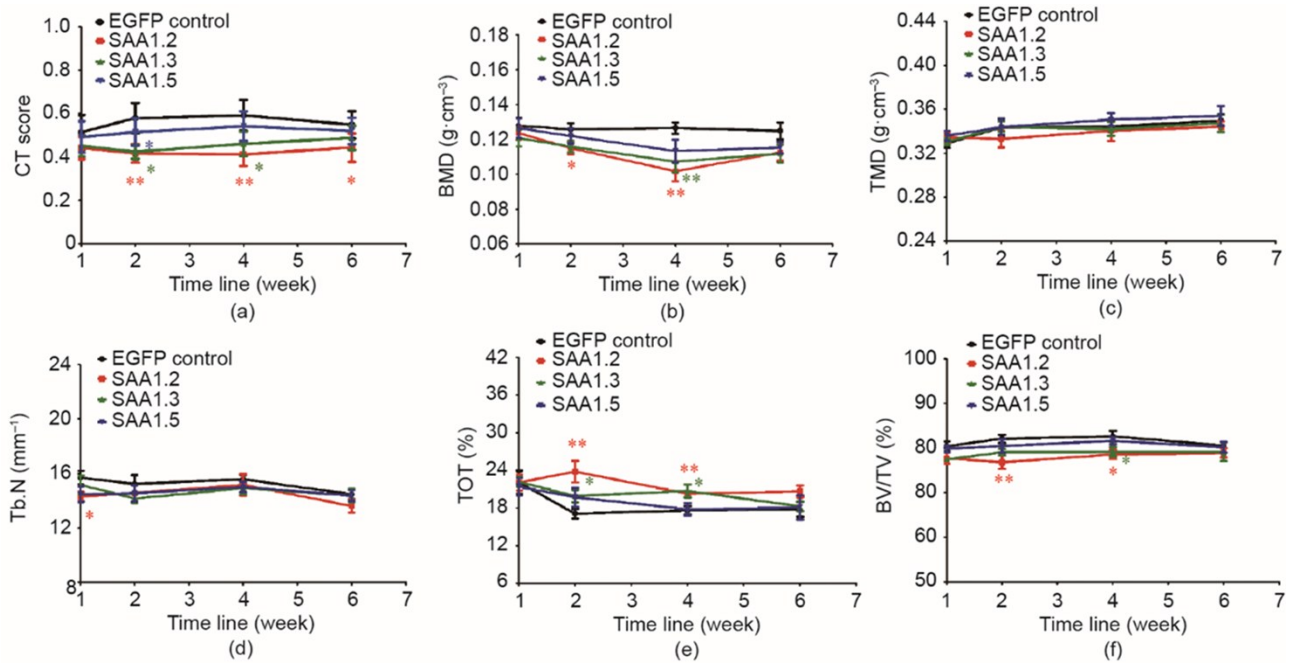 EGFP control
SAA1.2
SAA1.3
SAA1.5
1.0
0.8
0.6
0.4
0.2
0
CT score
1 2 3 4 5 6 7
Time line (week)
* ** * ** * *
(a)
EGFP control
SAA1.2
SAA1.3
SAA1.5
0.18
0.16
0.14
0.12
0.10
0.08
0.06
BMD (g·cm⁻³)
1 2 3 4 5 6 7
Time line (week)
* ** **
(b)
EGFP control
SAA1.2
SAA1.3
SAA1.5
0.44
0.40
0.36
0.32
0.28
0.24
TMD (g·cm⁻³)
1 2 3 4 5 6 7
Time line (week)
(c)
EGFP control
SAA1.2
SAA1.3
SAA1.5
24
20
16
12
8
Tb.N (mm⁻¹)
1 2 3 4 5 6 7
Time line (week)
*
(d)
EGFP control
SAA1.2
SAA1.3
SAA1.5
42
36
30
24
18
12
6
TOT (%)
1 2 3 4 5 6 7
Time line (week)
** * ** *
(e)
EGFP control
SAA1.2
SAA1.3
SAA1.5
100
80
80
80
60
50
BV/TV (%)
1 2 3 4 5 6 7
Time line (week)
** * *
(f)